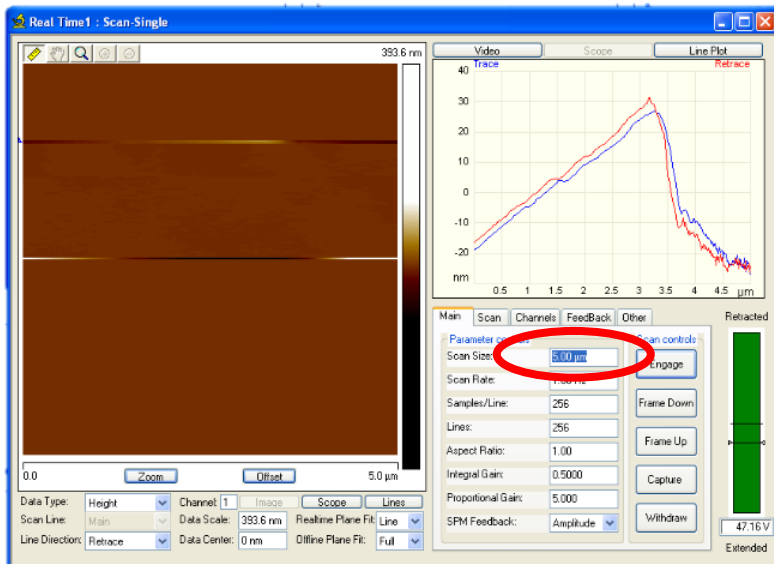 Real Time1 : Scan-Single
393.6 nm
Video Scope Line Plot
Trace Retrace
40
30
20
10
0
-10
-20
nm
0.5 1 1.5 2 2.5 3 3.5 4 4.5 µm
Main Scan Channels FeedBack Other
Retracted
Parameter controls
Scan controls
Scan Size: 5.00 µm
Engage
Scan Rate:
Samples/Line: 256
Frame Down
Lines: 256
Frame Up
Aspect Ratio: 1.00
Integral Gain: 0.5000
Capture
Proportional Gain: 5.000
SPM Feedback: Amplitude
Withdraw
47.16 V
Extended
0.0 Zoom Offset 5.0 µm
Data Type: Height Channel: 1 Image Scope Lines
Scan Line: Main Data Scale: 393.6 nm Realtime Plane Fit: Line
Line Direction: Retrace Data Center: 0 nm Offline Plane Fit: Full